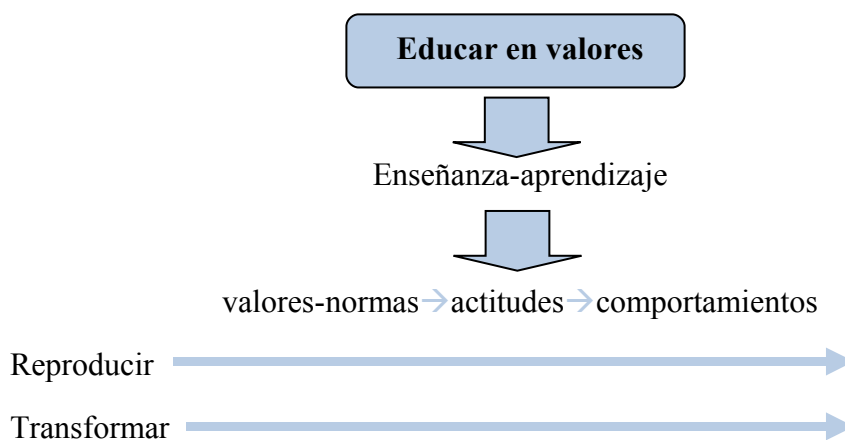 Educar en valores
Enseñanza-aprendizaje
valores-normas→actitudes→comportamientos
Reproducir
Transformar